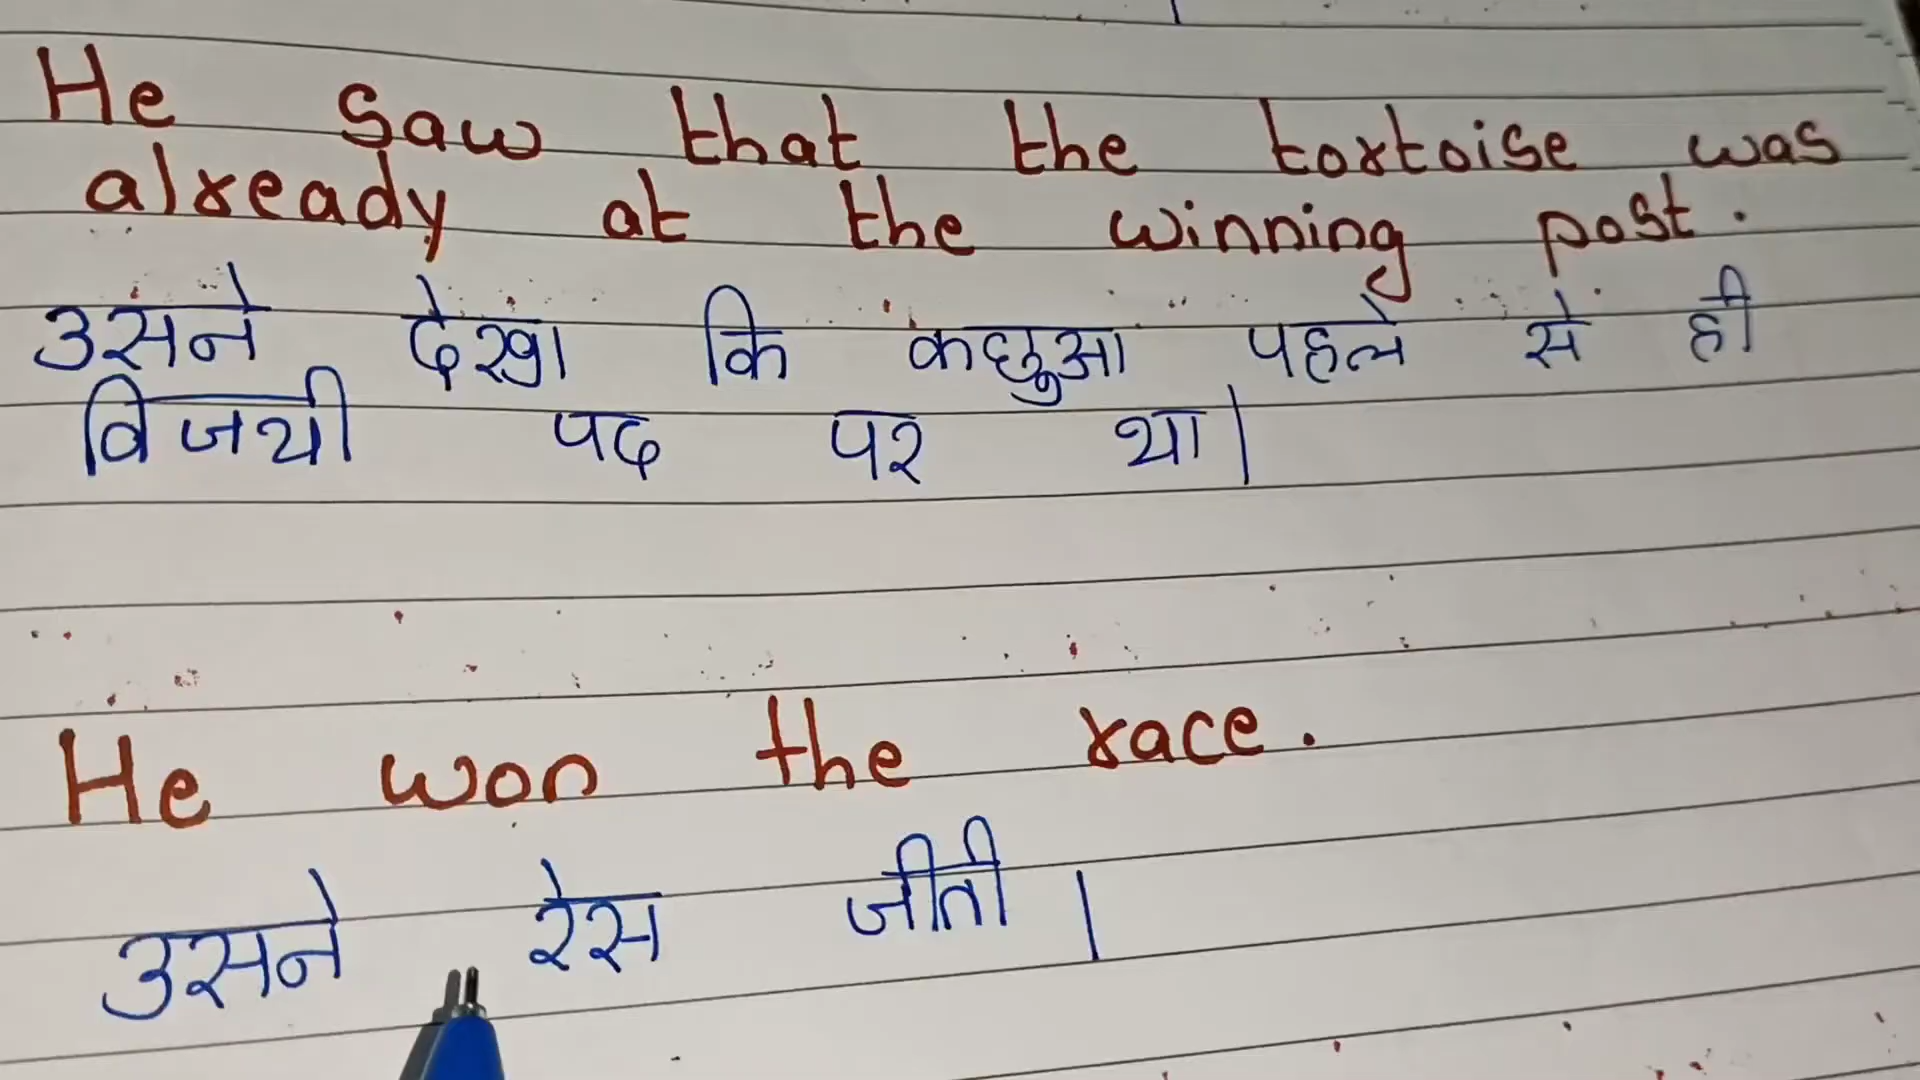 He saw that the tortoise was
already at the winning post.
उसने देखा कि कछुआ पहले से ही
विजयी पद पर था।
He won the race.
उसने रेस जीती।